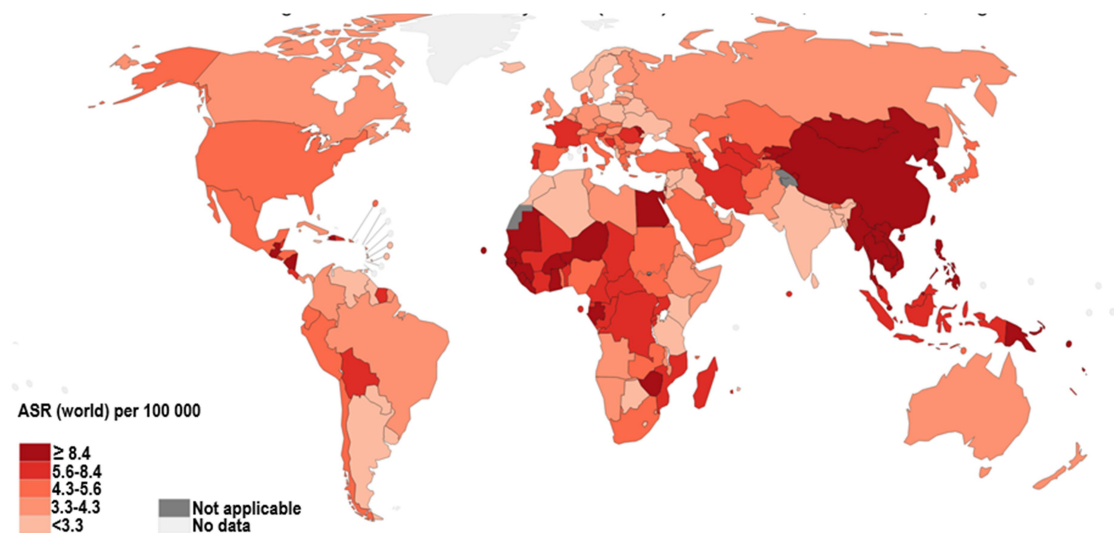 ASR (world) per 100 000
≥ 8.4
5.6-8.4
4.3-5.6
3.3-4.3
<3.3
Not applicable
No data